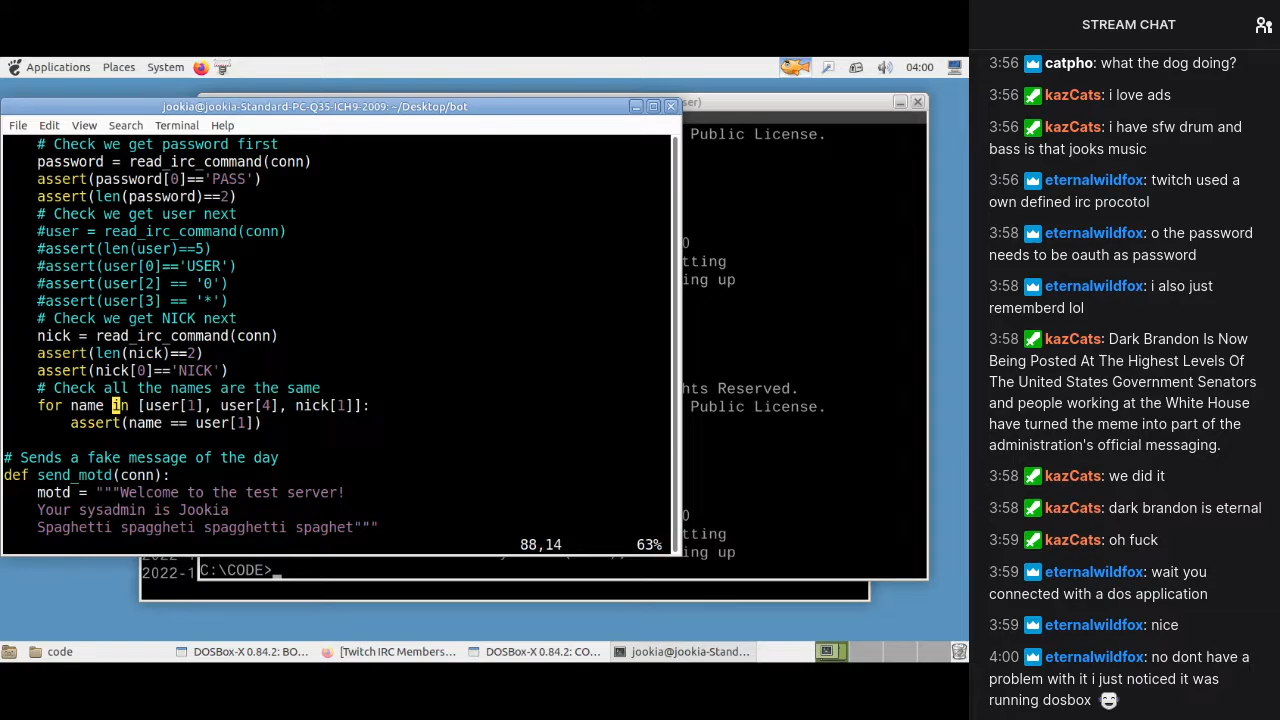 Applications Places System 04:00
jookia@jookia-Standard-PC-Q35-ICH9-2009: ~/Desktop/bot
ser)
File Edit View Search Terminal Help
# Check we get password first
password = read_irc_command(conn)
assert(password[0]=='PASS')
assert(len(password)==2)
# Check we get user next
#user = read_irc_command(conn)
#assert(len(user)==5)
#assert(user[0]=='USER')
#assert(user[2] == '0')
#assert(user[3] == '*')
# Check we get NICK next
nick = read_irc_command(conn)
assert(len(nick)==2)
assert(nick[0]=='NICK')
# Check all the names are the same
for name in [user[1], user[4], nick[1]]:
assert(name == user[1])
# Sends a fake message of the day
def send_motd(conn):
motd = """Welcome to the test server!
Your sysadmin is Jookia
Spaghetti spaggheti spagghetti spaghet"""
88,14 63%
Public License.
0
tting
ing up
hts Reserved.
Public License.
0
tting
ing up
2022-1
C:\CODE>_
code
DOSBox-X 0.84.2: BO...
[Twitch IRC Members...
DOSBox-X 0.84.2: CO...
jookia@jookia-Stand...
STREAM CHAT
3:56 catpho: what the dog doing?
3:56 kazCats: i love ads
3:56 kazCats: i have sfw drum and
bass is that jooks music
3:56 eternalwildfox: twitch used a
own defined irc procotol
3:58 eternalwildfox: o the password
needs to be oauth as password
3:58 eternalwildfox: i also just
rememberd lol
3:58 kazCats: Dark Brandon Is Now
Being Posted At The Highest Levels Of
The United States Government Senators
and people working at the White House
have turned the meme into part of the
administration's official messaging.
3:58 kazCats: we did it
3:58 kazCats: dark brandon is eternal
3:59 kazCats: oh fuck
3:59 eternalwildfox: wait you
connected with a dos application
3:59 eternalwildfox: nice
4:00 eternalwildfox: no dont have a
problem with it i just noticed it was
running dosbox